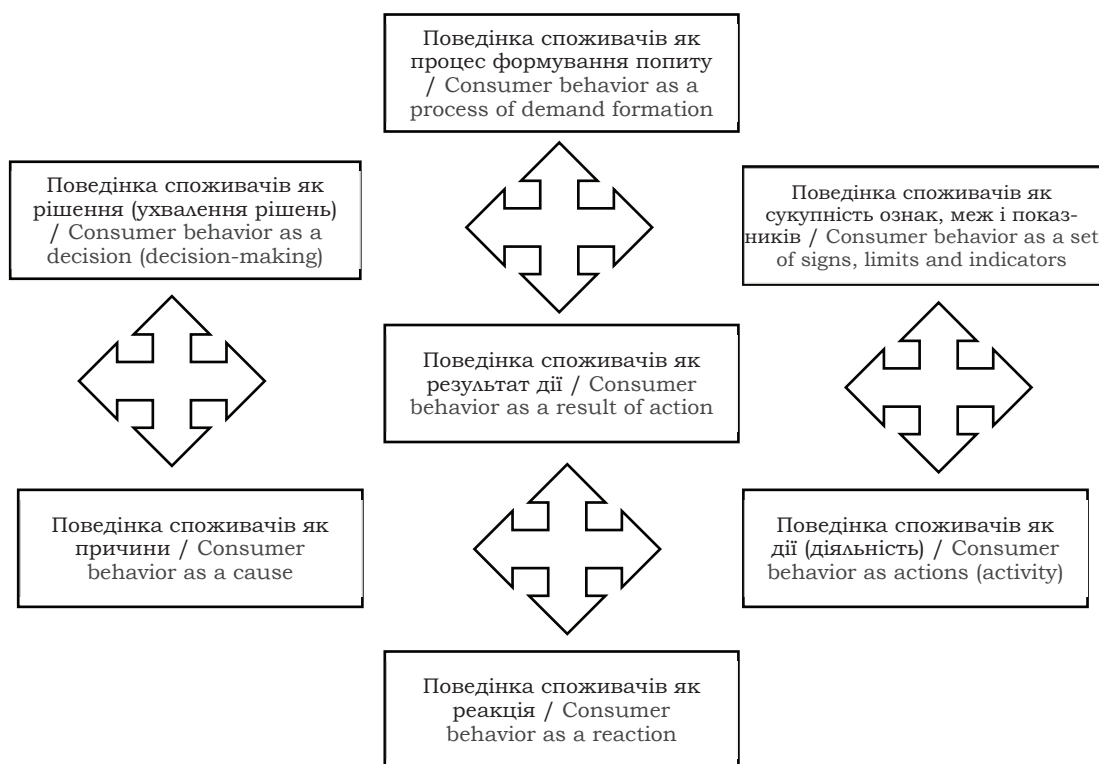 Поведінка споживачів як
процес формування попиту
/ Consumer behavior as a
process of demand formation
Поведінка споживачів як
рішення (ухвалення рішень)
/ Consumer behavior as a
decision (decision-making)
Поведінка споживачів як
сукупність ознак, меж і показ-
ників / Consumer behavior as a set
of signs, limits and indicators
Поведінка споживачів як
результат дії / Consumer
behavior as a result of action
Поведінка споживачів як
причини / Consumer
behavior as a cause
Поведінка споживачів як
дії (діяльність) / Consumer
behavior as actions (activity)
Поведінка споживачів як
реакція / Consumer
behavior as a reaction